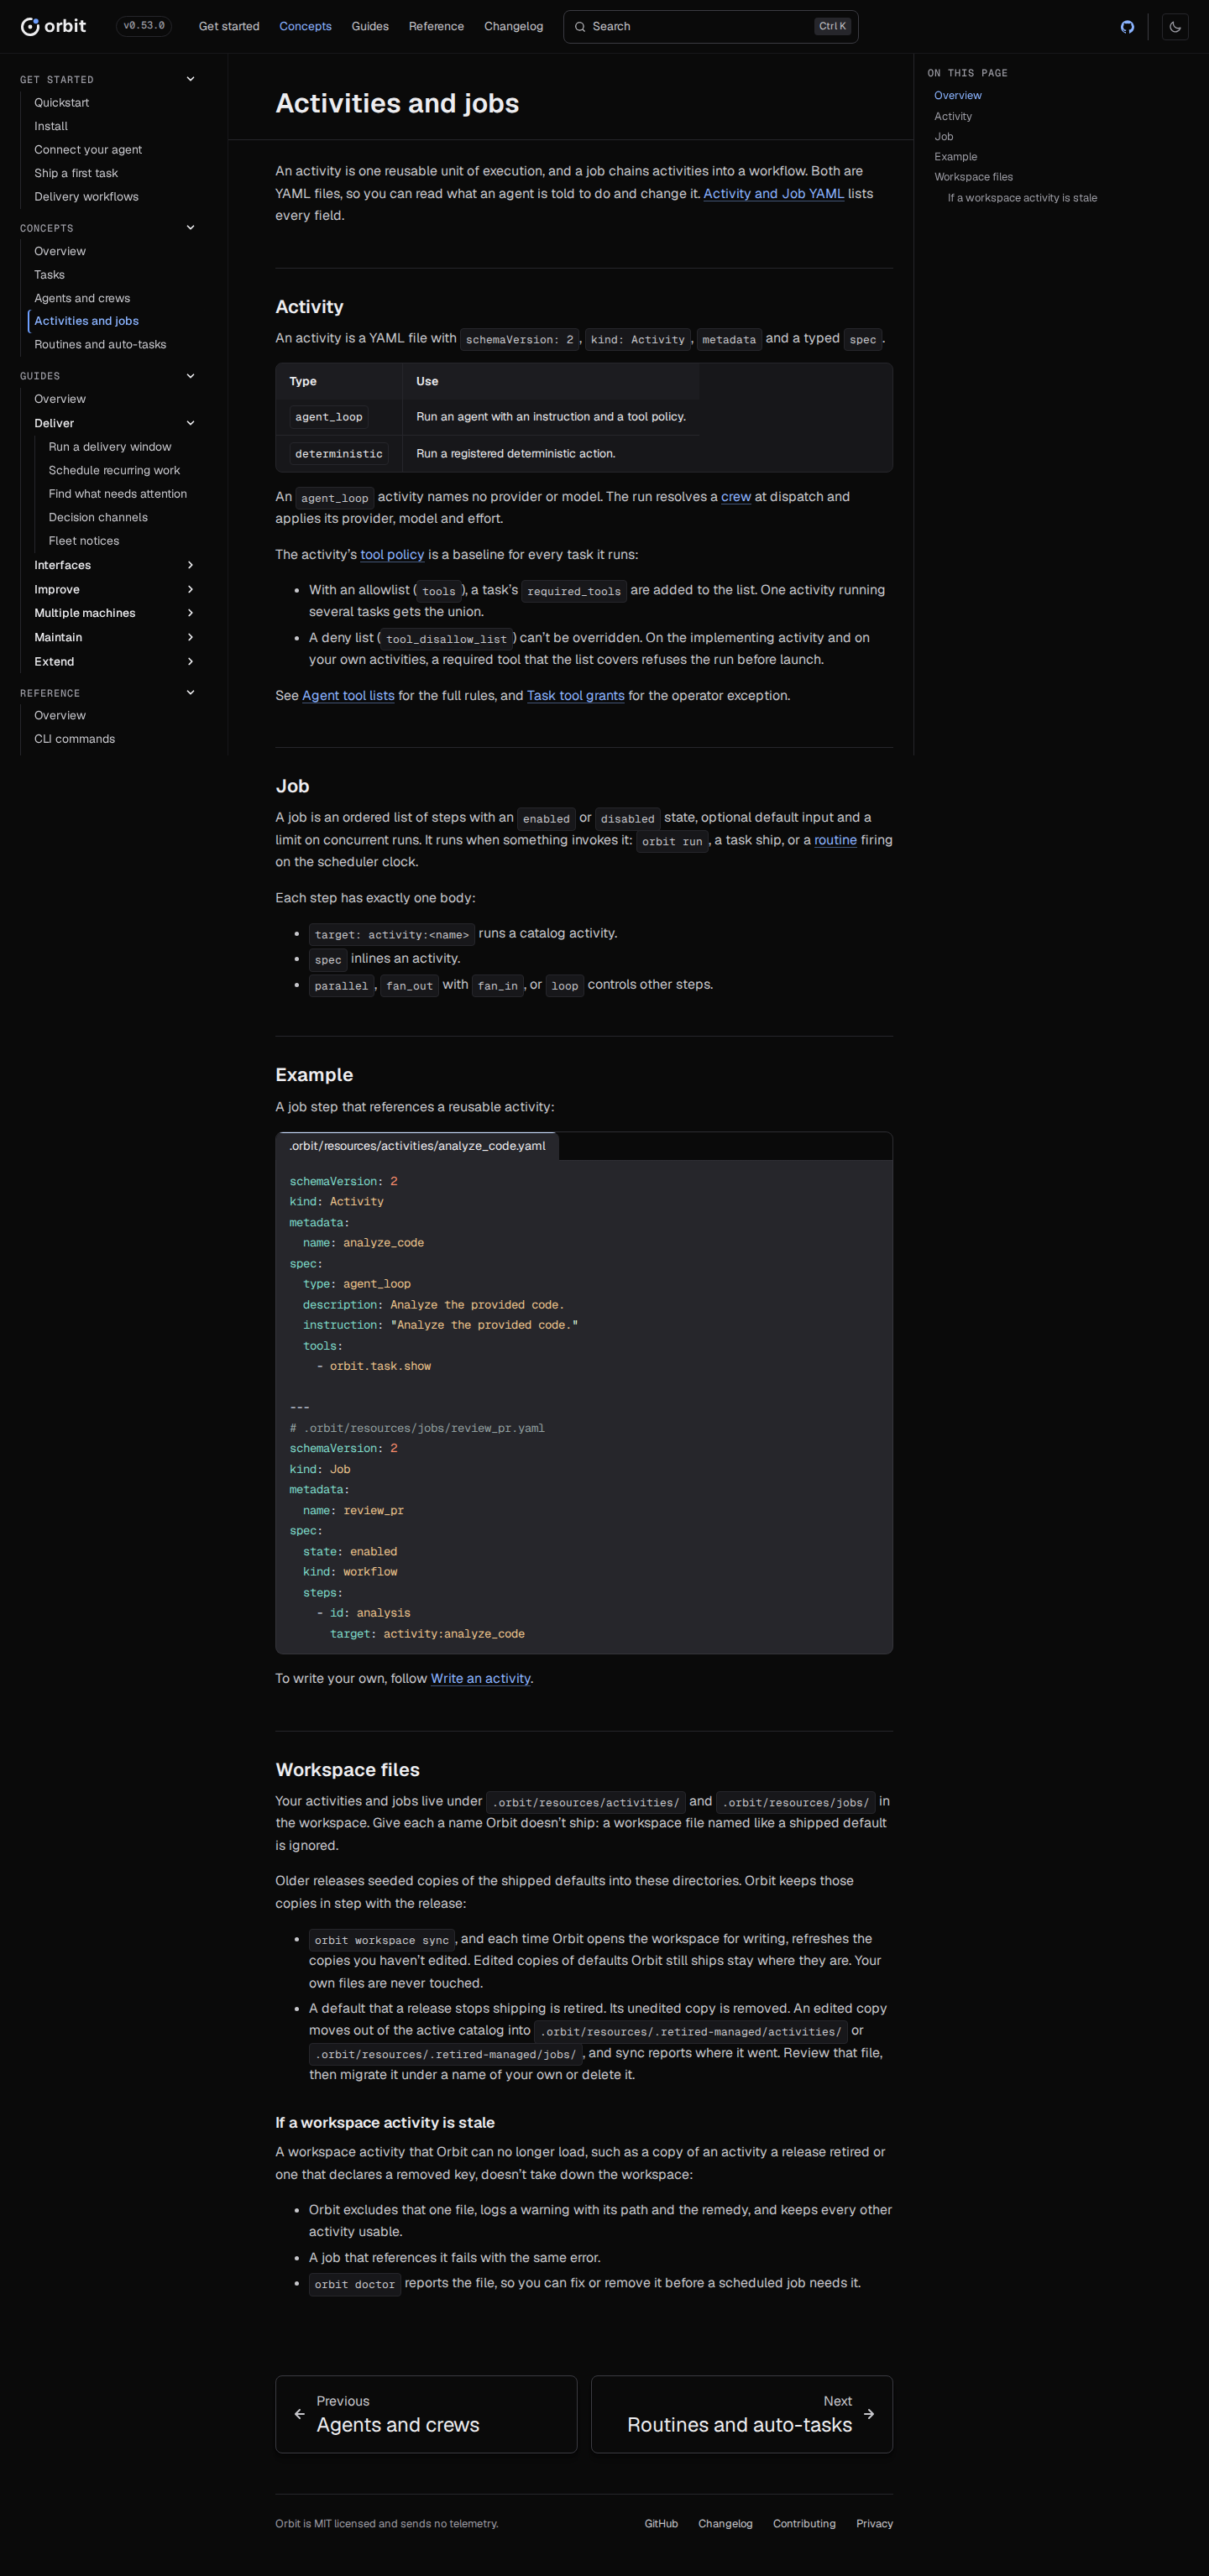 orbit
v0.53.0
Get started
Concepts
Guides
Reference
Changelog
Search
Ctrl K
GET STARTED
Quickstart
Install
Connect your agent
Ship a first task
Delivery workflows
CONCEPTS
Overview
Tasks
Agents and crews
Activities and jobs
Routines and auto-tasks
GUIDES
Overview
Deliver
Run a delivery window
Schedule recurring work
Find what needs attention
Decision channels
Fleet notices
Interfaces
Improve
Multiple machines
Maintain
Extend
REFERENCE
Overview
CLI commands
Activities and jobs
An activity is one reusable unit of execution, and a job chains activities into a workflow. Both are
YAML files, so you can read what an agent is told to do and change it. Activity and Job YAML lists
every field.
Activity
An activity is a YAML file with schemaVersion: 2, kind: Activity, metadata and a typed spec.
Type Use
agent_loop Run an agent with an instruction and a tool policy.
deterministic Run a registered deterministic action.
An agent_loop activity names no provider or model. The run resolves a crew at dispatch and
applies its provider, model and effort.
The activity’s tool policy is a baseline for every task it runs:
• With an allowlist (tools), a task’s required_tools are added to the list. One activity running
several tasks gets the union.
• A deny list (tool_disallow_list) can’t be overridden. On the implementing activity and on
your own activities, a required tool that the list covers refuses the run before launch.
See Agent tool lists for the full rules, and Task tool grants for the operator exception.
Job
A job is an ordered list of steps with an enabled or disabled state, optional default input and a
limit on concurrent runs. It runs when something invokes it: orbit run, a task ship, or a routine firing
on the scheduler clock.
Each step has exactly one body:
• target: activity:<name> runs a catalog activity.
• spec inlines an activity.
• parallel, fan_out with fan_in, or loop controls other steps.
Example
A job step that references a reusable activity:
.orbit/resources/activities/analyze_code.yaml
schemaVersion: 2
kind: Activity
metadata:
  name: analyze_code
spec:
  type: agent_loop
  description: Analyze the provided code.
  instruction: "Analyze the provided code."
  tools:
    - orbit.task.show
---
# .orbit/resources/jobs/review_pr.yaml
schemaVersion: 2
kind: Job
metadata:
  name: review_pr
spec:
  state: enabled
  kind: workflow
  steps:
    - id: analysis
      target: activity:analyze_code
To write your own, follow Write an activity.
Workspace files
Your activities and jobs live under .orbit/resources/activities/ and .orbit/resources/jobs/ in
the workspace. Give each a name Orbit doesn’t ship: a workspace file named like a shipped default
is ignored.
Older releases seeded copies of the shipped defaults into these directories. Orbit keeps those
copies in step with the release:
• orbit workspace sync, and each time Orbit opens the workspace for writing, refreshes the
copies you haven’t edited. Edited copies of defaults Orbit still ships stay where they are. Your
own files are never touched.
• A default that a release stops shipping is retired. Its unedited copy is removed. An edited copy
moves out of the active catalog into .orbit/resources/.retired-managed/activities/ or
.orbit/resources/.retired-managed/jobs/, and sync reports where it went. Review that file,
then migrate it under a name of your own or delete it.
If a workspace activity is stale
A workspace activity that Orbit can no longer load, such as a copy of an activity a release retired or
one that declares a removed key, doesn’t take down the workspace:
• Orbit excludes that one file, logs a warning with its path and the remedy, and keeps every other
activity usable.
• A job that references it fails with the same error.
• orbit doctor reports the file, so you can fix or remove it before a scheduled job needs it.
Previous
Agents and crews
Next
Routines and auto-tasks
Orbit is MIT licensed and sends no telemetry.
GitHub
Changelog
Contributing
Privacy
ON THIS PAGE
Overview
Activity
Job
Example
Workspace files
If a workspace activity is stale